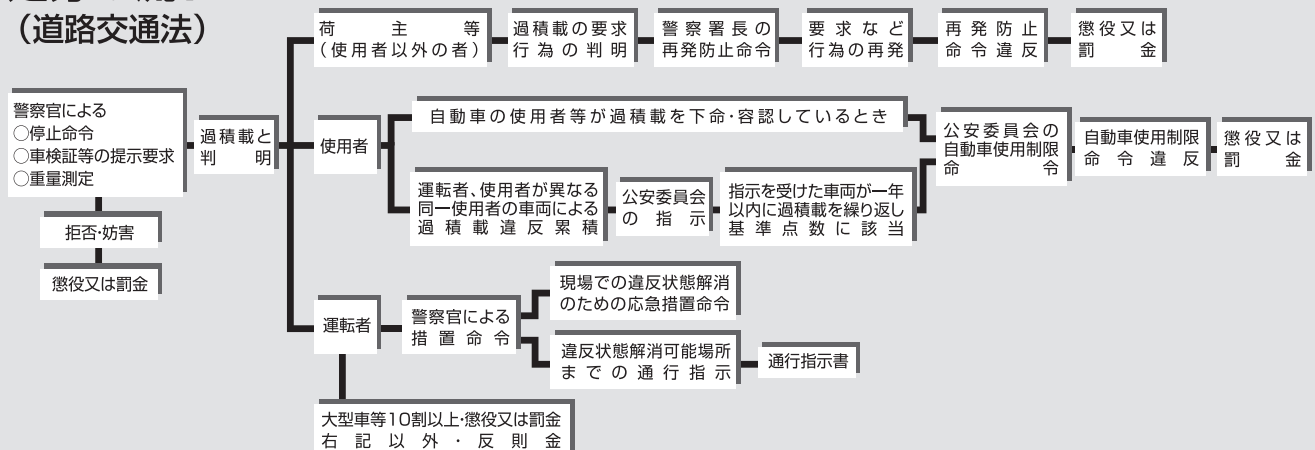 (道路交通法)
警察官による
○停止命令
○車検証等の提示要求
○重量測定
拒否・妨害
懲役又は罰金
過積載と
判明
荷主等
(使用者以外の者)
過積載の要求
行為の判明
警察署長の
再発防止命令
要求など
行為の再発
再発防止
命令違反
懲役又は
罰金
使用者
自動車の使用者等が過積載を下命・容認しているとき
運転者、使用者が異なる
同一使用者の車両による
過積載違反累積
公安委員会
の指示
指示を受けた車両が一年
以内に過積載を繰り返し
基準点数に該当
公安委員会の
自動車使用制限
命令
自動車使用制限
命令違反
懲役又は
罰金
運転者
警察官による
措置命令
現場での違反状態解消
のための応急措置命令
違反状態解消可能場所
までの通行指示
通行指示書
大型車等10割以上・懲役又は罰金
右記以外・反則金